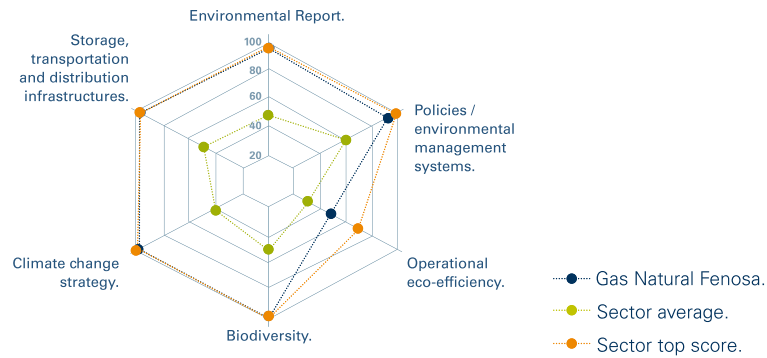 Environmental Report.
Storage,
transportation
and distribution
infrastructures.
100
80
60
40
20
Policies /
environmental
management
systems.
Climate change
strategy.
Operational
eco-efficiency.
Biodiversity.
Gas Natural Fenosa.
Sector average.
Sector top score.